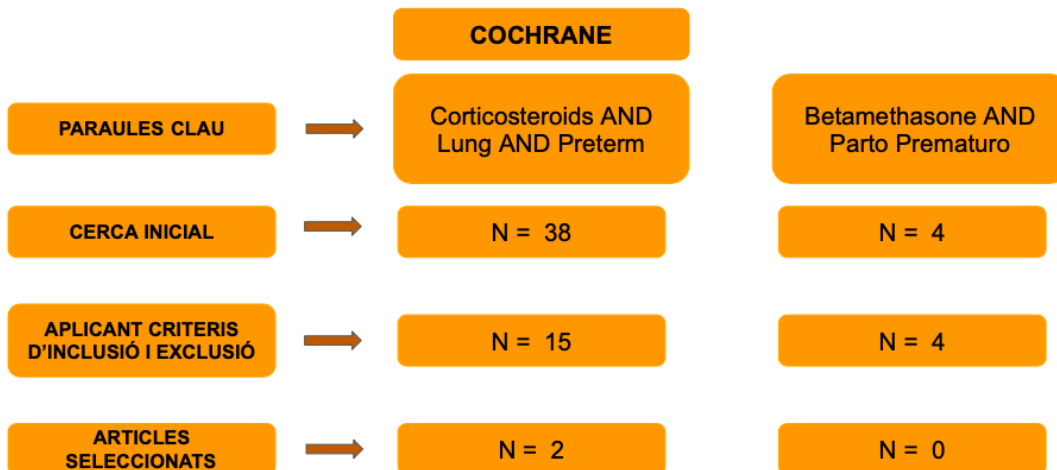 COCHRANE
PARAULES CLAU
Corticosteroids AND
Lung AND Preterm
Betamethasone AND
Parto Prematuro
CERCA INICIAL
N = 38
N = 4
APLICANT CRITERIS
D'INCLUSIÓ I EXCLUSIÓ
N = 15
N = 4
ARTICLES
SELECCIONATS
N = 2
N = 0